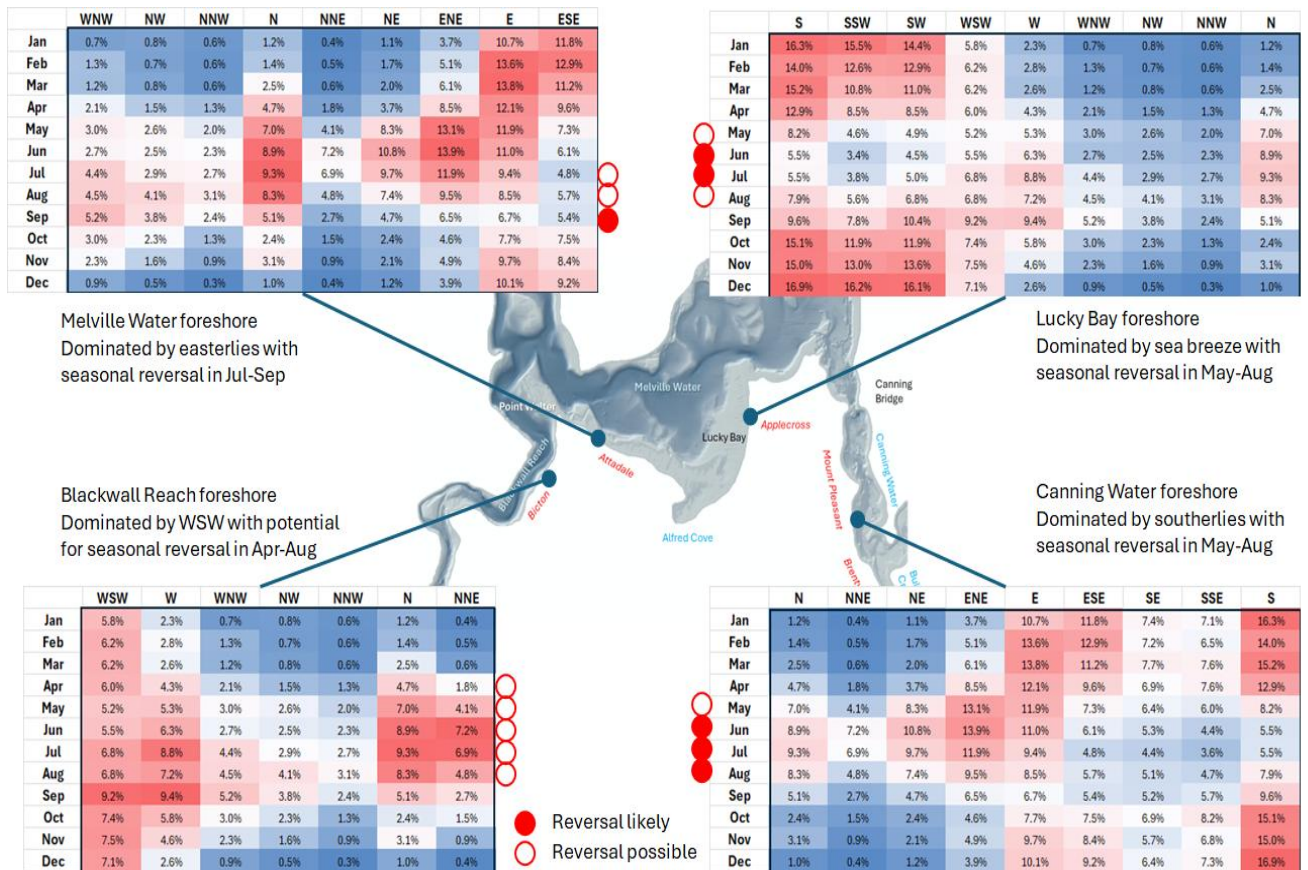 WNW NW NNW N NNE NE ENE E ESE
Jan 0.7% 0.8% 0.6% 1.2% 0.4% 1.1% 3.7% 10.7% 11.8%
Feb 1.3% 0.7% 0.6% 1.4% 0.5% 1.7% 5.1% 13.6% 12.9%
Mar 1.2% 0.8% 0.6% 2.5% 0.6% 2.0% 6.1% 13.8% 11.2%
Apr 2.1% 1.5% 1.3% 4.7% 1.8% 3.7% 8.5% 12.1% 9.6%
May 3.0% 2.6% 2.0% 7.0% 4.1% 8.3% 13.1% 11.9% 7.3%
Jun 2.7% 2.5% 2.3% 8.9% 7.2% 10.8% 13.9% 11.0% 6.1%
Jul 4.4% 2.9% 2.7% 9.3% 6.9% 9.7% 11.9% 9.4% 4.8%
Aug 4.5% 4.1% 3.1% 8.3% 4.8% 7.4% 9.5% 8.5% 5.7%
Sep 5.2% 3.8% 2.4% 5.1% 2.7% 4.7% 6.5% 6.7% 5.4%
Oct 3.0% 2.3% 1.3% 2.4% 1.5% 2.4% 4.6% 7.7% 7.5%
Nov 2.3% 1.6% 0.9% 3.1% 0.9% 2.1% 4.9% 9.7% 8.4%
Dec 0.9% 0.5% 0.3% 1.0% 0.4% 1.2% 3.9% 10.1% 9.2%
S SSW SW WSW W WNW NW NNW N
Jan 16.3% 15.5% 14.4% 5.8% 2.3% 0.7% 0.8% 0.6% 1.2%
Feb 14.0% 12.6% 12.9% 6.2% 2.8% 1.3% 0.7% 0.6% 1.4%
Mar 15.2% 10.8% 11.0% 6.2% 2.6% 1.2% 0.8% 0.6% 2.5%
Apr 12.9% 8.5% 8.5% 6.0% 4.3% 2.1% 1.5% 1.3% 4.7%
May 8.2% 4.6% 4.9% 5.2% 5.3% 3.0% 2.6% 2.0% 7.0%
Jun 5.5% 3.4% 4.5% 5.5% 6.3% 2.7% 2.5% 2.3% 8.9%
Jul 5.5% 3.8% 5.0% 6.8% 8.8% 4.4% 2.9% 2.7% 9.3%
Aug 7.9% 5.6% 6.8% 6.8% 7.2% 4.5% 4.1% 3.1% 8.3%
Sep 9.6% 7.8% 10.4% 9.2% 9.4% 5.2% 3.8% 2.4% 5.1%
Oct 15.1% 11.9% 11.9% 7.4% 5.8% 3.0% 2.3% 1.3% 2.4%
Nov 15.0% 13.0% 13.6% 7.5% 4.6% 2.3% 1.6% 0.9% 3.1%
Dec 16.9% 16.2% 16.1% 7.1% 2.6% 0.9% 0.5% 0.3% 1.0%
Melville Water foreshore
Dominated by easterlies with
seasonal reversal in Jul-Sep
Lucky Bay foreshore
Dominated by sea breeze with
seasonal reversal in May-Aug
Melville Water
Canning
Bridge
Point Walter
Lucky Bay
Applecross
Attadale
Blackwall Reach
Bicton
Alfred Cove
Mount Pleasant
Canning Water
Blackwall Reach foreshore
Dominated by WSW with potential
for seasonal reversal in Apr-Aug
Canning Water foreshore
Dominated by southerlies with
seasonal reversal in May-Aug
WSW W WNW NW NNW N NNE
Jan 5.8% 2.3% 0.7% 0.8% 0.6% 1.2% 0.4%
Feb 6.2% 2.8% 1.3% 0.7% 0.6% 1.4% 0.5%
Mar 6.2% 2.6% 1.2% 0.8% 0.6% 2.5% 0.6%
Apr 6.0% 4.3% 2.1% 1.5% 1.3% 4.7% 1.8%
May 5.2% 5.3% 3.0% 2.6% 2.0% 7.0% 4.1%
Jun 5.5% 6.3% 2.7% 2.5% 2.3% 8.9% 7.2%
Jul 6.8% 8.8% 4.4% 2.9% 2.7% 9.3% 6.9%
Aug 6.8% 7.2% 4.5% 4.1% 3.1% 8.3% 4.8%
Sep 9.2% 9.4% 5.2% 3.8% 2.4% 5.1% 2.7%
Oct 7.4% 5.8% 3.0% 2.3% 1.3% 2.4% 1.5%
Nov 7.5% 4.6% 2.3% 1.6% 0.9% 3.1% 0.9%
Dec 7.1% 2.6% 0.9% 0.5% 0.3% 1.0% 0.4%
Reversal likely
Reversal possible
N NNE NE ENE E ESE SE SSE S
Jan 1.2% 0.4% 1.1% 3.7% 10.7% 11.8% 7.4% 7.1% 16.3%
Feb 1.4% 0.5% 1.7% 5.1% 13.6% 12.9% 7.2% 6.5% 14.0%
Mar 2.5% 0.6% 2.0% 6.1% 13.8% 11.2% 7.7% 7.6% 15.2%
Apr 4.7% 1.8% 3.7% 8.5% 12.1% 9.6% 6.9% 7.6% 12.9%
May 7.0% 4.1% 8.3% 13.1% 11.9% 7.3% 6.4% 6.0% 8.2%
Jun 8.9% 7.2% 10.8% 13.9% 11.0% 6.1% 5.3% 4.4% 5.5%
Jul 9.3% 6.9% 9.7% 11.9% 9.4% 4.8% 4.4% 3.6% 5.5%
Aug 8.3% 4.8% 7.4% 9.5% 8.5% 5.7% 5.1% 4.7% 7.9%
Sep 5.1% 2.7% 4.7% 6.5% 6.7% 5.4% 5.2% 5.7% 9.6%
Oct 2.4% 1.5% 2.4% 4.6% 7.7% 7.5% 6.9% 8.2% 15.1%
Nov 3.1% 0.9% 2.1% 4.9% 9.7% 8.4% 5.7% 6.8% 15.0%
Dec 1.0% 0.4% 1.2% 3.9% 10.1% 9.2% 6.4% 7.3% 16.9%